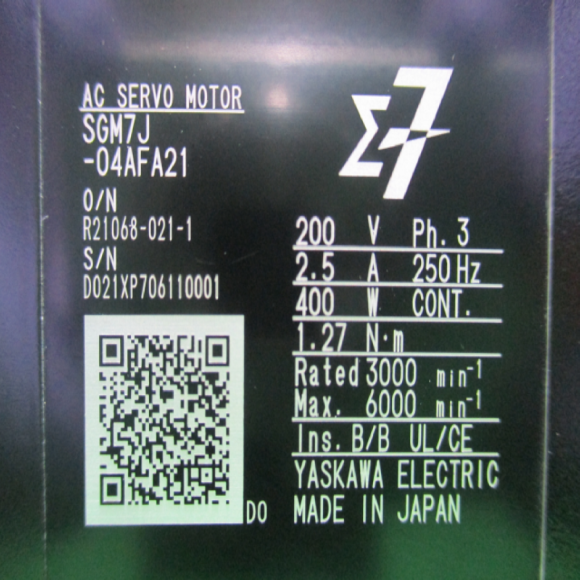 AC SERVO MOTOR
SGM7J
-04AFA21
O/N
R21068-021-1
S/N
D021XP706110001
Σ7
200 V Ph. 3
2.5 A 250 Hz
400 W CONT.
1.27 N·m
Rated 3000 min⁻¹
Max. 6000 min⁻¹
Ins. B/B UL/CE
YASKAWA ELECTRIC
DO MADE IN JAPAN